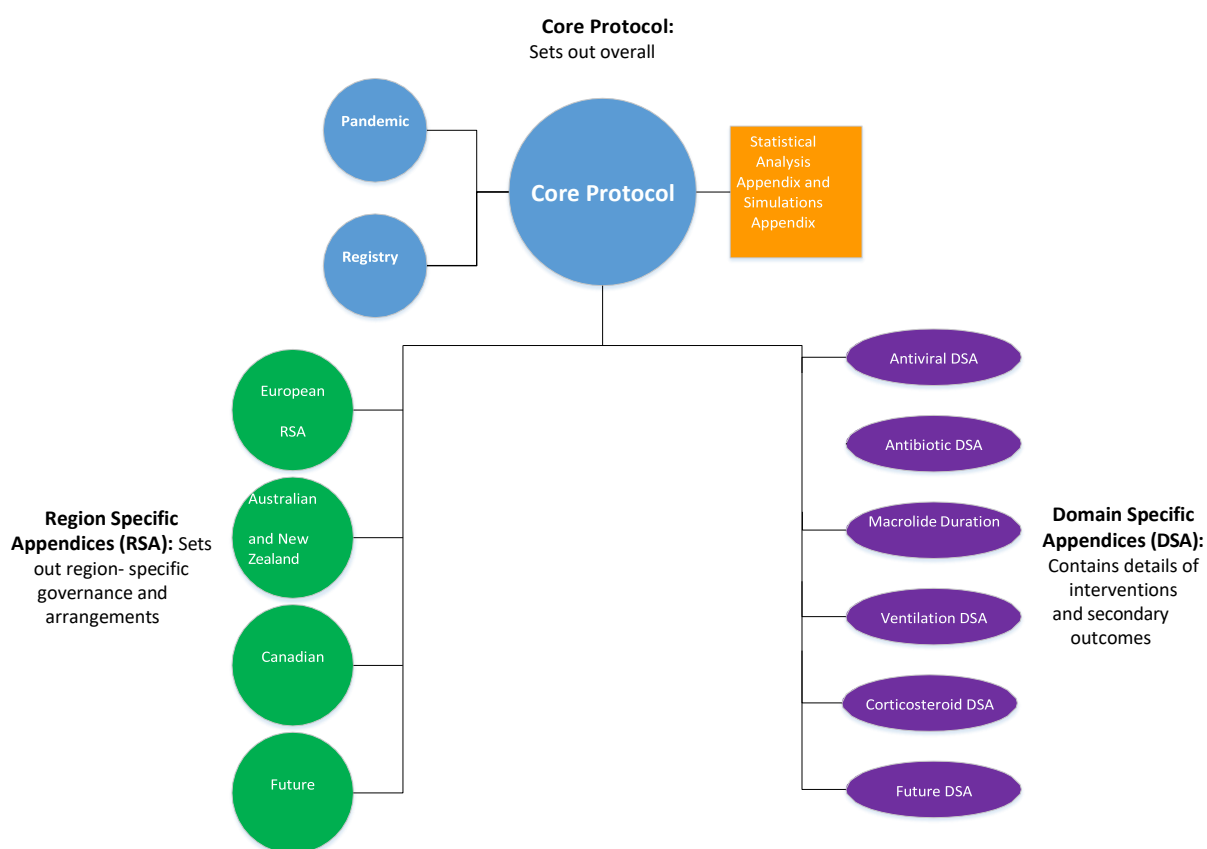 Core Protocol:
Sets out overall
Pandemic
Registry
Core Protocol
Statistical
Analysis
Appendix and
Simulations
Appendix
European
RSA
Australian
and New
Zealand
Canadian
Future
Region Specific
Appendices (RSA): Sets
out region- specific
governance and
arrangements
Antiviral DSA
Antibiotic DSA
Macrolide Duration
Ventilation DSA
Corticosteroid DSA
Future DSA
Domain Specific
Appendices (DSA):
Contains details of
interventions
and secondary
outcomes